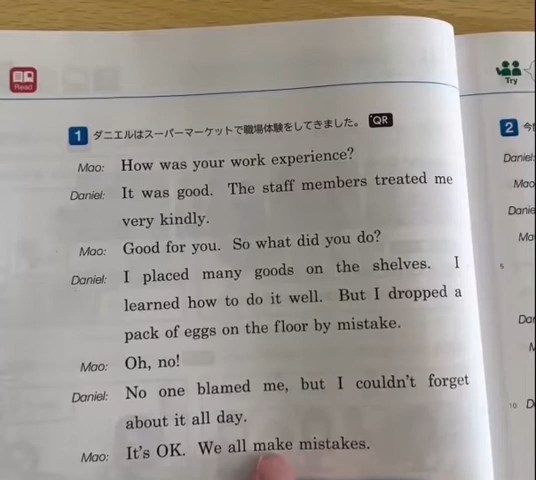 Read
1 ダニエルはスーパーマーケットで職場体験をしてきました。 QR
Mao: How was your work experience?
Daniel: It was good. The staff members treated me
very kindly.
Mao: Good for you. So what did you do?
Daniel: I placed many goods on the shelves. I
learned how to do it well. But I dropped a
pack of eggs on the floor by mistake.
Mao: Oh, no!
Daniel: No one blamed me, but I couldn't forget
about it all day.
Mao: It's OK. We all make mistakes.
Try
2 今
Daniel:
Mao
Danie
Ma
5
Da
10 D